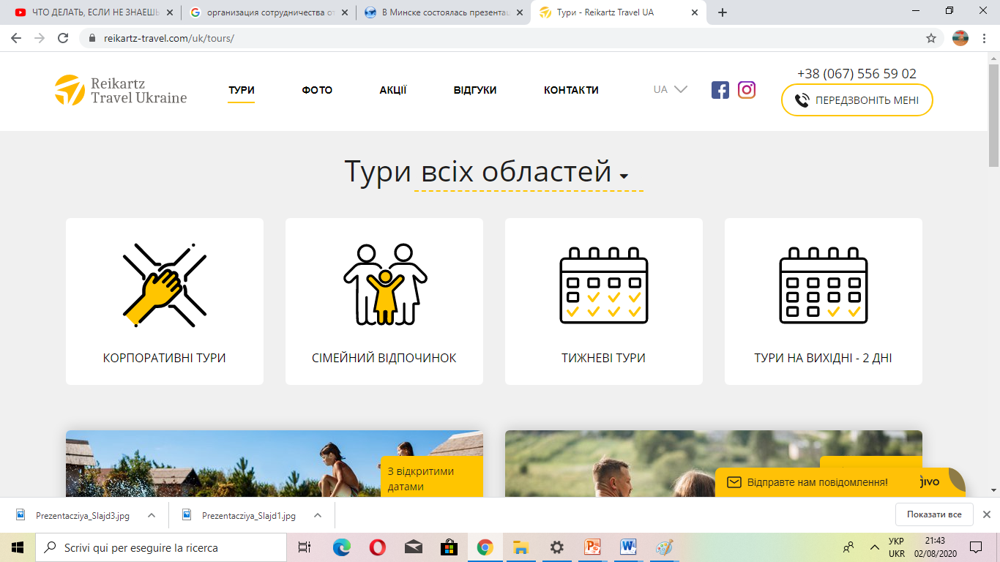 ЧТО ДЕЛАТЬ, ЕСЛИ НЕ ЗНАЕШЬ
организация сотрудничества от
В Минске состоялась презентац
Тури - Reikartz Travel UA
reikartz-travel.com/uk/tours/
Reikartz
Travel Ukraine
ТУРИ
ФОТО
АКЦІЇ
ВІДГУКИ
КОНТАКТИ
UA
+38 (067) 556 59 02
ПЕРЕДЗВОНІТЬ МЕНІ
Тури всіх областей
КОРПОРАТИВНІ ТУРИ
СІМЕЙНИЙ ВІДПОЧИНОК
ТИЖНЕВІ ТУРИ
ТУРИ НА ВИХІДНІ - 2 ДНІ
З відкритими
датами
Відправте нам повідомлення!
jivo
Prezentacziya_Slajd3.jpg
Prezentacziya_Slajd1.jpg
Показати все
Scrivi qui per eseguire la ricerca
УКР
UKR
21:43
02/08/2020